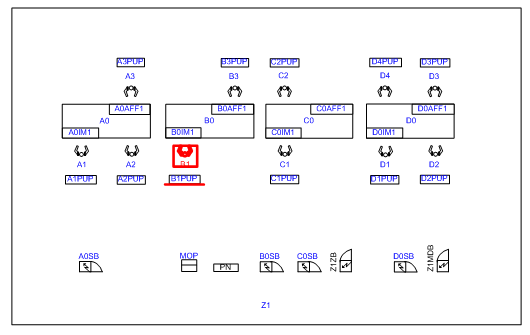 A3PUP B3PUP C2PUP D4PUP D3PUP
A3 B3 C2 D4 D3
A0AFF1 B0AFF1 C0AFF1 D0AFF1
A0 B0 C0 D0
A0IM1 B0IM1 C0IM1 D0IM1
A1 A2 B1 C1 D1 D2
A1PUP A2PUP B1PUP C1PUP D1PUP D2PUP
A0SB MOP B0SB C0SB Z1ZB D0SB Z1MDB
PN
Z1